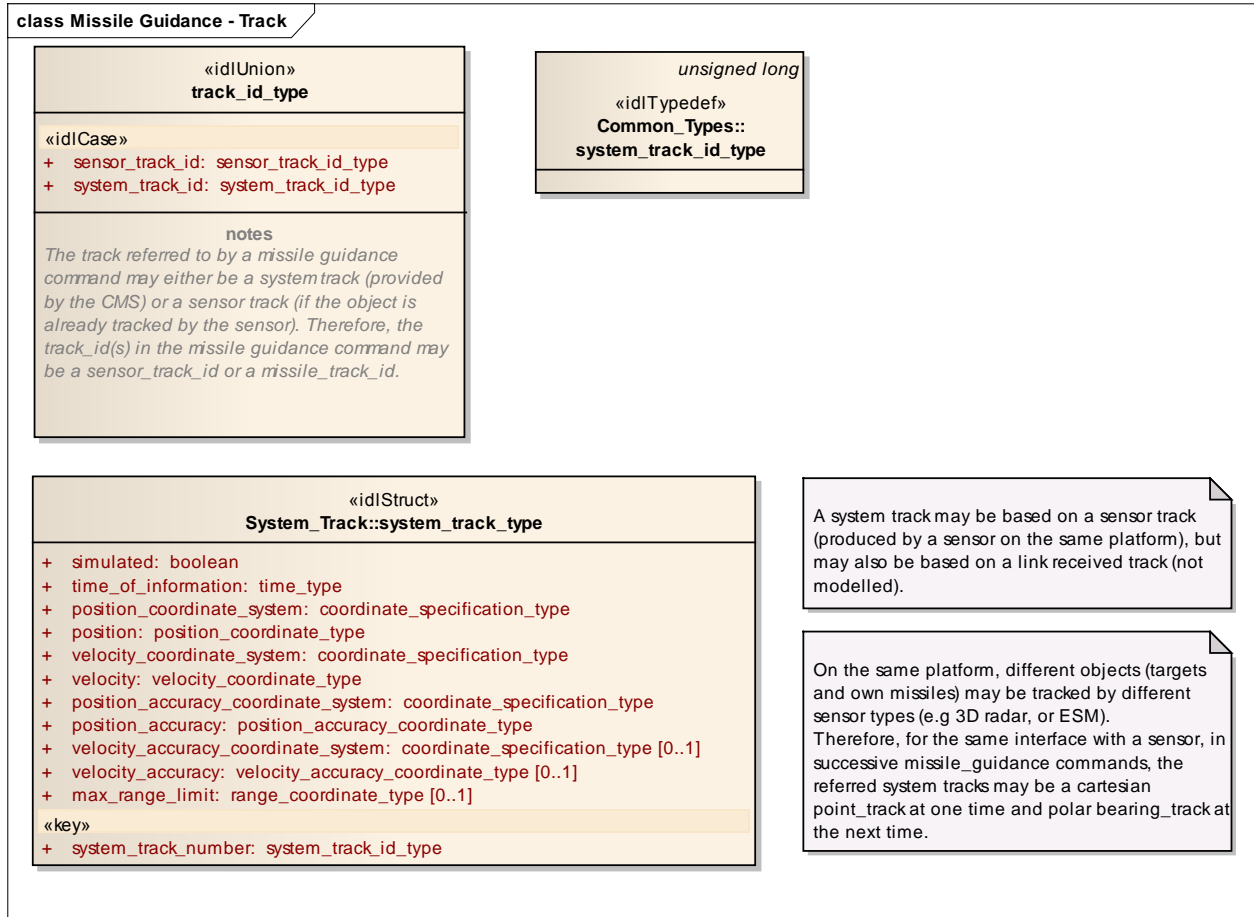 class Missile Guidance - Track
«idlUnion»
track_id_type
«idlCase»
+ sensor_track_id: sensor_track_id_type
+ system_track_id: system_track_id_type
notes
The track referred to by a missile guidance
command may either be a system track (provided
by the CMS) or a sensor track (if the object is
already tracked by the sensor). Therefore, the
track_id(s) in the missile guidance command may
be a sensor_track_id or a missile_track_id.
unsigned long
«idlTypedef»
Common_Types::
system_track_id_type
«idlStruct»
System_Track::system_track_type
+ simulated: boolean
+ time_of_information: time_type
+ position_coordinate_system: coordinate_specification_type
+ position: position_coordinate_type
+ velocity_coordinate_system: coordinate_specification_type
+ velocity: velocity_coordinate_type
+ position_accuracy_coordinate_system: coordinate_specification_type
+ position_accuracy: position_accuracy_coordinate_type
+ velocity_accuracy_coordinate_system: coordinate_specification_type [0..1]
+ velocity_accuracy: velocity_accuracy_coordinate_type [0..1]
+ max_range_limit: range_coordinate_type [0..1]
«key»
+ system_track_number: system_track_id_type
A system track may be based on a sensor track
(produced by a sensor on the same platform), but
may also be based on a link received track (not
modelled).
On the same platform, different objects (targets
and own missiles) may be tracked by different
sensor types (e.g 3D radar, or ESM).
Therefore, for the same interface with a sensor, in
successive missile_guidance commands, the
referred system tracks may be a cartesian
point_track at one time and polar bearing_track at
the next time.